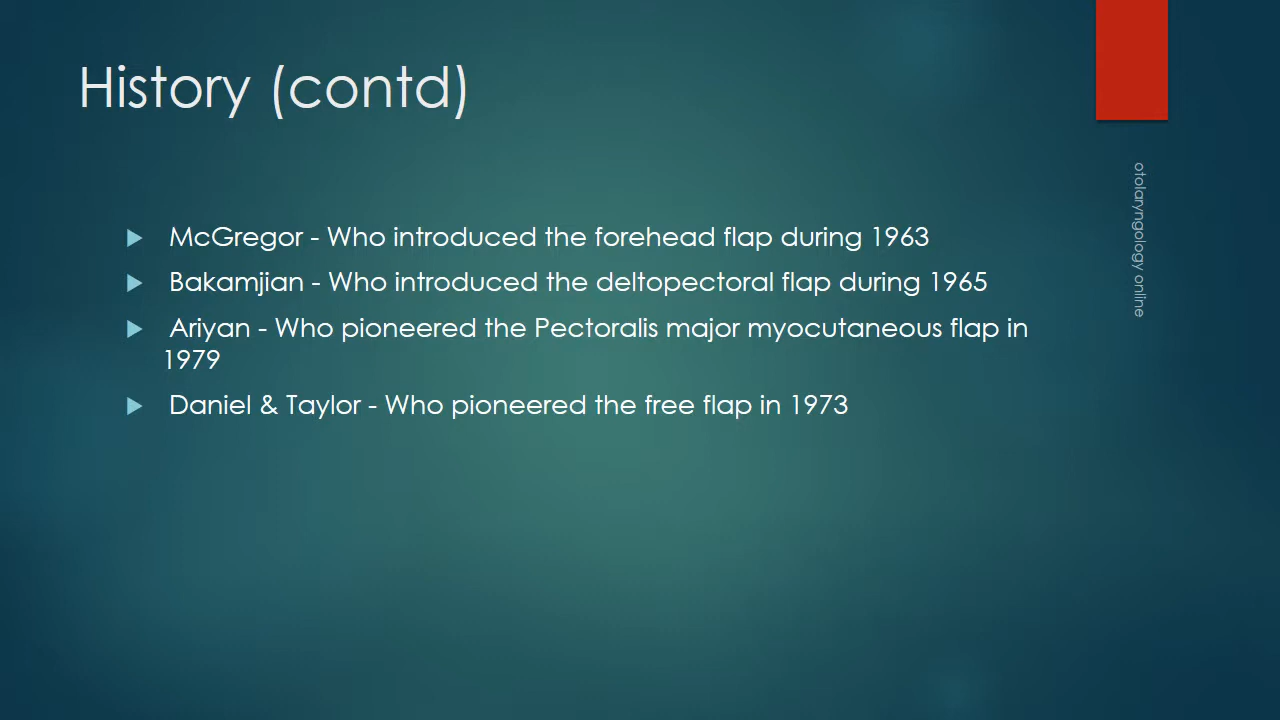 History (contd)
McGregor - Who introduced the forehead flap during 1963
Bakamjian - Who introduced the deltopectoral flap during 1965
Ariyan - Who pioneered the Pectoralis major myocutaneous flap in
1979
Daniel & Taylor - Who pioneered the free flap in 1973
otolaryngology online